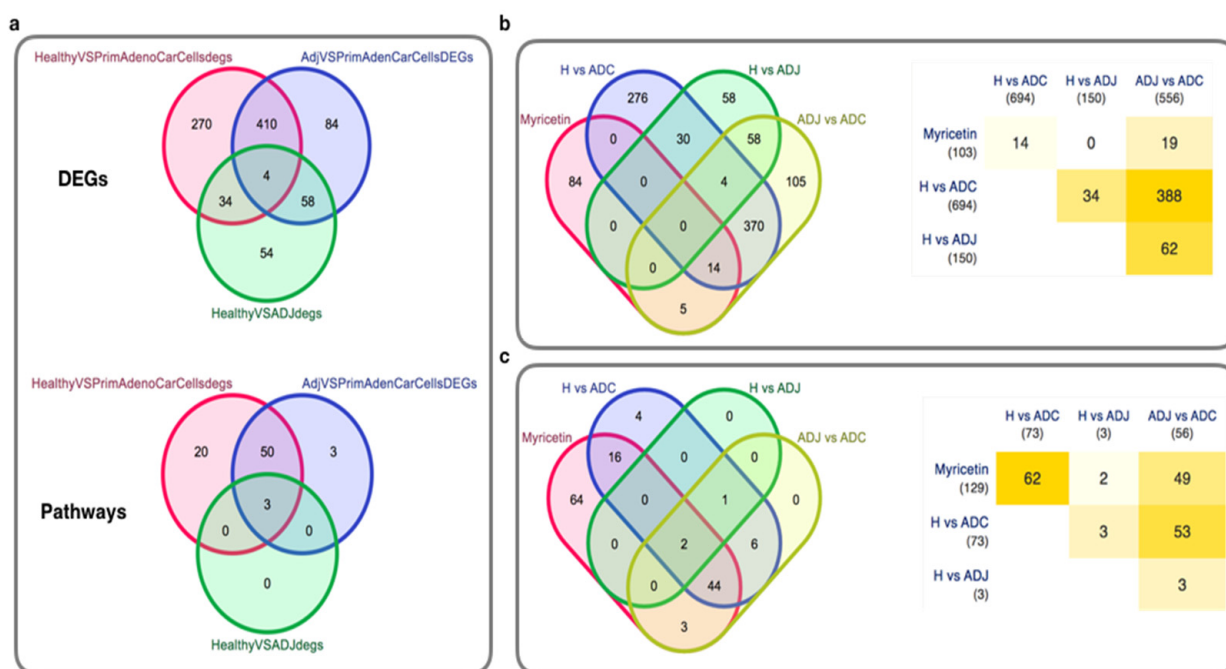 a
HealthyVSPrimAdenoCarCellsdegs
AdjVSPrimAdenCarCellsDEGs
270
410
84
4
34
58
54
DEGs
HealthyVSADJdegs
HealthyVSPrimAdenoCarCellsdegs
AdjVSPrimAdenCarCellsDEGs
20
50
3
3
0
0
0
Pathways
HealthyVSADJdegs
b
H vs ADC
H vs ADJ
Myricetin
ADJ vs ADC
276
58
0
30
58
84
0
4
105
0
0
370
0
14
5
H vs ADC
H vs ADJ
ADJ vs ADC
(694)
(150)
(556)
Myricetin
(103)
14
0
19
H vs ADC
(694)
34
388
H vs ADJ
(150)
62
c
H vs ADC
H vs ADJ
Myricetin
ADJ vs ADC
4
0
16
0
0
64
0
1
0
0
2
6
0
44
3
H vs ADC
H vs ADJ
ADJ vs ADC
(73)
(3)
(56)
Myricetin
(129)
62
2
49
H vs ADC
(73)
3
53
H vs ADJ
(3)
3